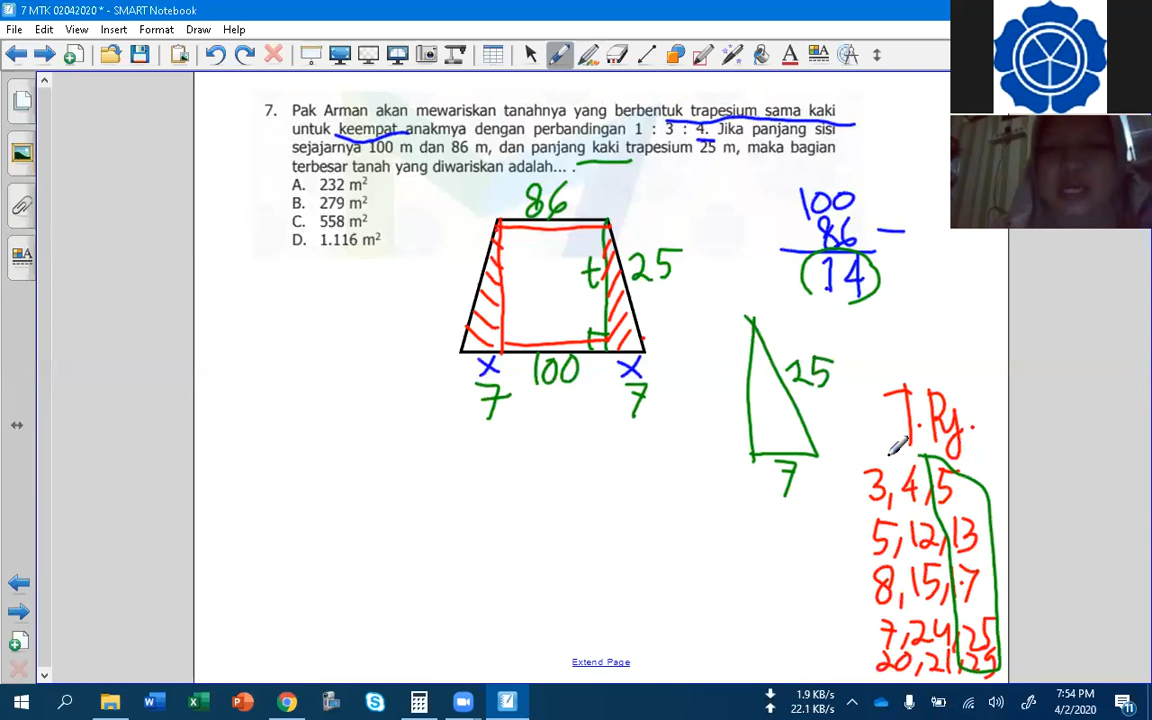 7 MTK 02042020 * - SMART Notebook
File Edit View Insert Format Draw Help
7. Pak Arman akan mewariskan tanahnya yang berbentuk trapesium sama kaki
untuk keempat anakmya dengan perbandingan 1 : 3 : 4. Jika panjang sisi
sejajarnya 100 m dan 86 m, dan panjang kaki trapesium 25 m, maka bagian
terbesar tanah yang diwariskan adalah... .
A. 232 m²
B. 279 m²
C. 558 m²
D. 1.116 m²
86
t
25
x 100 x
7 7
100
86 −
(14)
25
7
T. Py.
3, 4, 5
5, 12, 13
8, 15, 17
7, 24, 25
20, 21, 29
Extend Page
1.9 KB/s
22.1 KB/s
7:54 PM
4/2/2020
11